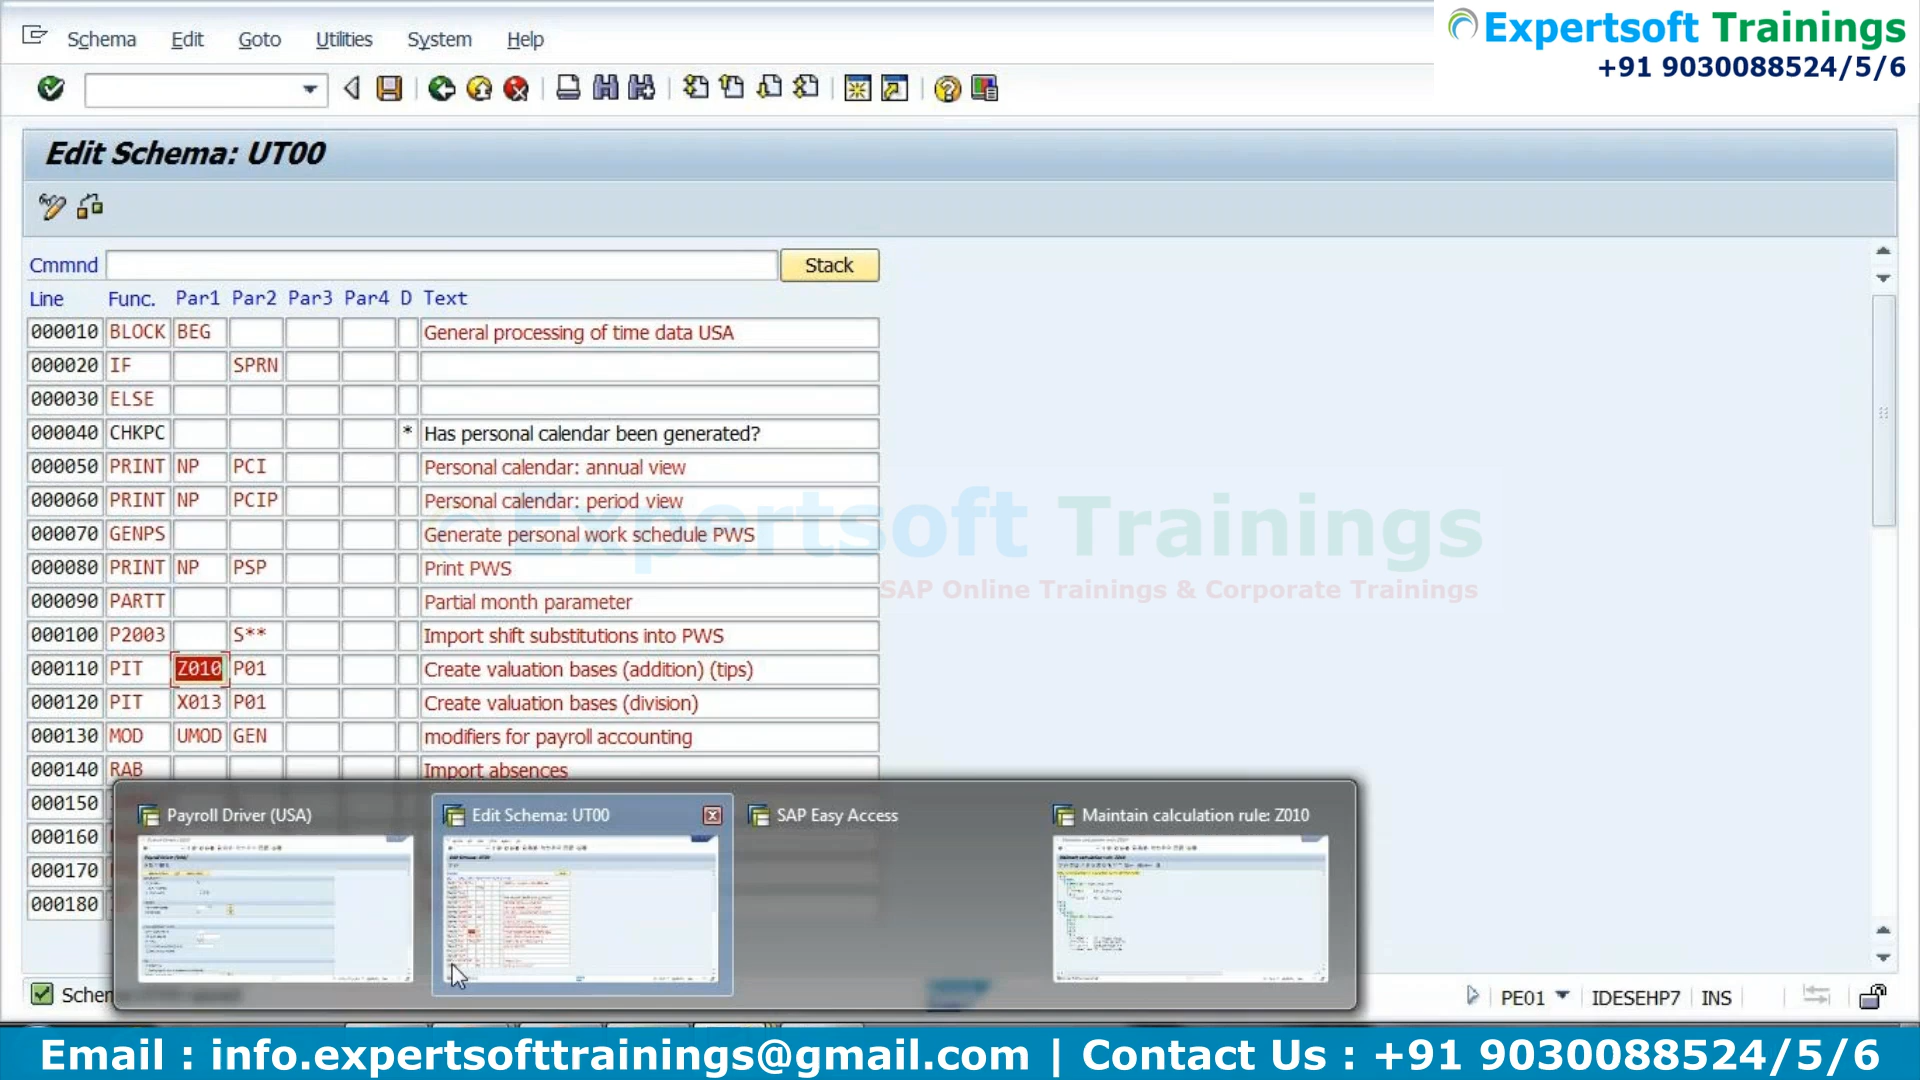 Schema Edit Goto Utilities System Help
Expertsoft Trainings
+91 9030088524/5/6
Edit Schema: UT00
Cmmnd Stack
Line Func. Par1 Par2 Par3 Par4 D Text
000010 BLOCK BEG General processing of time data USA
000020 IF SPRN
000030 ELSE
000040 CHKPC * Has personal calendar been generated?
000050 PRINT NP PCI Personal calendar: annual view
000060 PRINT NP PCIP Personal calendar: period view
000070 GENPS Generate personal work schedule PWS
000080 PRINT NP PSP Print PWS
000090 PARTT Partial month parameter
000100 P2003 S** Import shift substitutions into PWS
000110 PIT Z010 P01 Create valuation bases (addition) (tips)
000120 PIT X013 P01 Create valuation bases (division)
000130 MOD UMOD GEN modifiers for payroll accounting
000140 RAB Import absences
000150
000160
000170
000180
Expertsoft Trainings
SAP Online Trainings & Corporate Trainings
Payroll Driver (USA) Edit Schema: UT00 SAP Easy Access Maintain calculation rule: Z010
PE01 IDESEHP7 INS
Email : info.expertsofttrainings@gmail.com | Contact Us : +91 9030088524/5/6